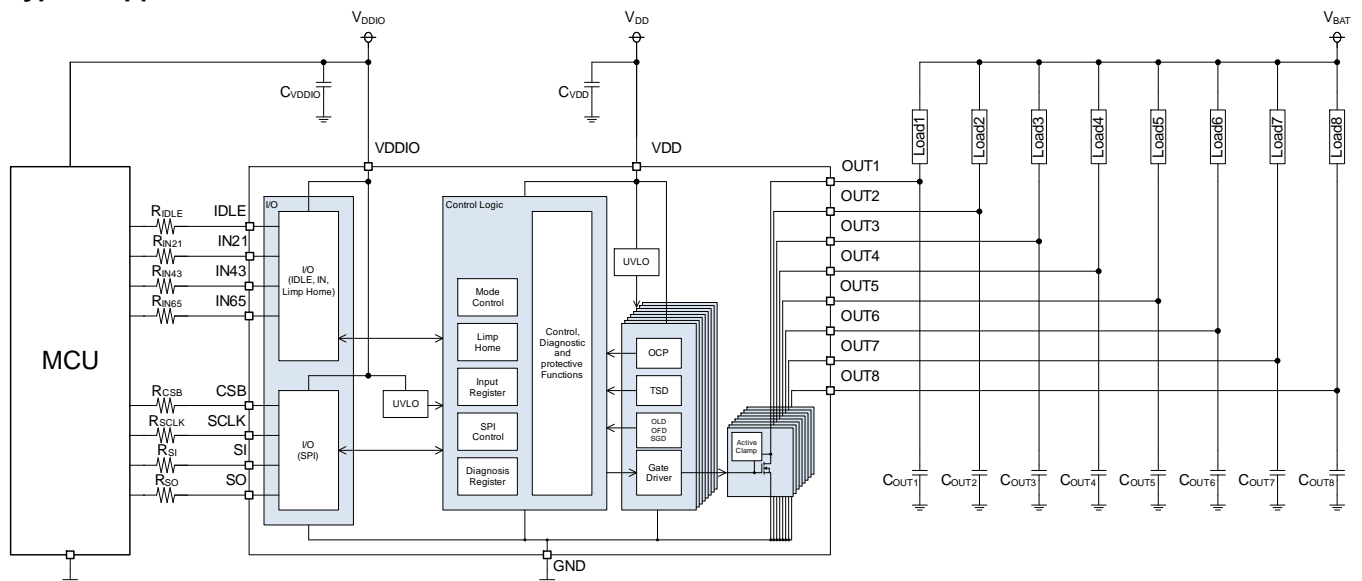 VDDIO
VDD
VBAT
CVDDIO
CVDD
Load1
Load2
Load3
Load4
Load5
Load6
Load7
Load8
VDDIO
VDD
OUT1
OUT2
OUT3
OUT4
OUT5
OUT6
OUT7
OUT8
MCU
RIDLE
IDLE
RIN21
IN21
RIN43
IN43
RIN65
IN65
RCSB
CSB
RSCLK
SCLK
RSI
SI
RSO
SO
I/O
I/O
(IDLE, IN,
Limp Home)
I/O
(SPI)
UVLO
Control Logic
Mode
Control
Limp
Home
Input
Register
SPI
Control
Diagnosis
Register
Control,
Diagnostic
and
protective
Functions
UVLO
OCP
TSD
OLD
OFD
SGD
Gate
Driver
Active
Clamp
COUT1
COUT2
COUT3
COUT4
COUT5
COUT6
COUT7
COUT8
GND